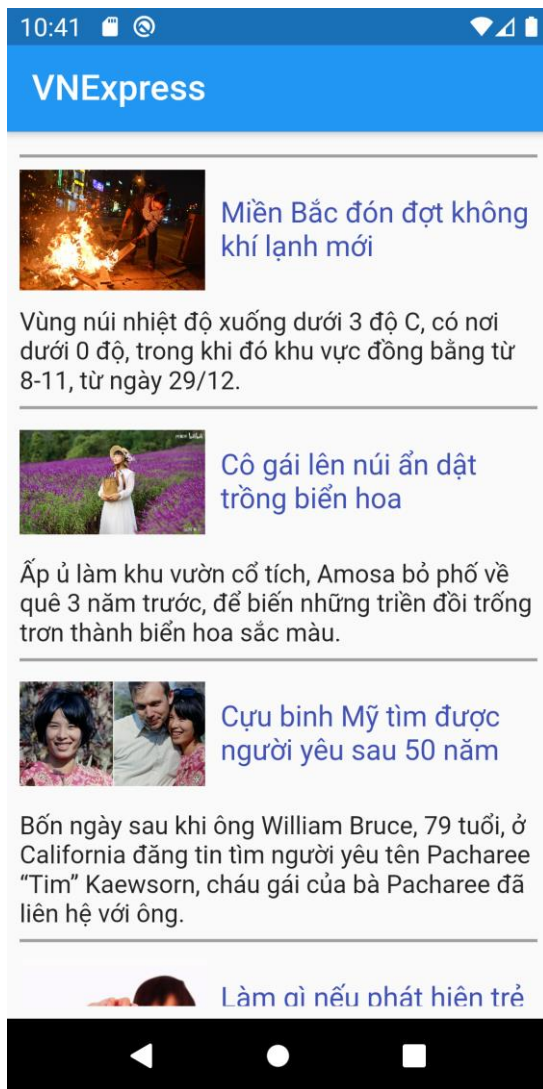 10:41
VNExpress
Miền Bắc đón đợt không
khí lạnh mới
Vùng núi nhiệt độ xuống dưới 3 độ C, có nơi
dưới 0 độ, trong khi đó khu vực đồng bằng từ
8-11, từ ngày 29/12.
Cô gái lên núi ẩn dật
trồng biển hoa
Ấp ủ làm khu vườn cổ tích, Amosa bỏ phố về
quê 3 năm trước, để biến những triền đồi trống
trơn thành biển hoa sắc màu.
Cựu binh Mỹ tìm được
người yêu sau 50 năm
Bốn ngày sau khi ông William Bruce, 79 tuổi, ở
California đăng tin tìm người yêu tên Pacharee
“Tim” Kaewsorn, cháu gái của bà Pacharee đã
liên hệ với ông.
Làm gì nếu phát hiện trẻ